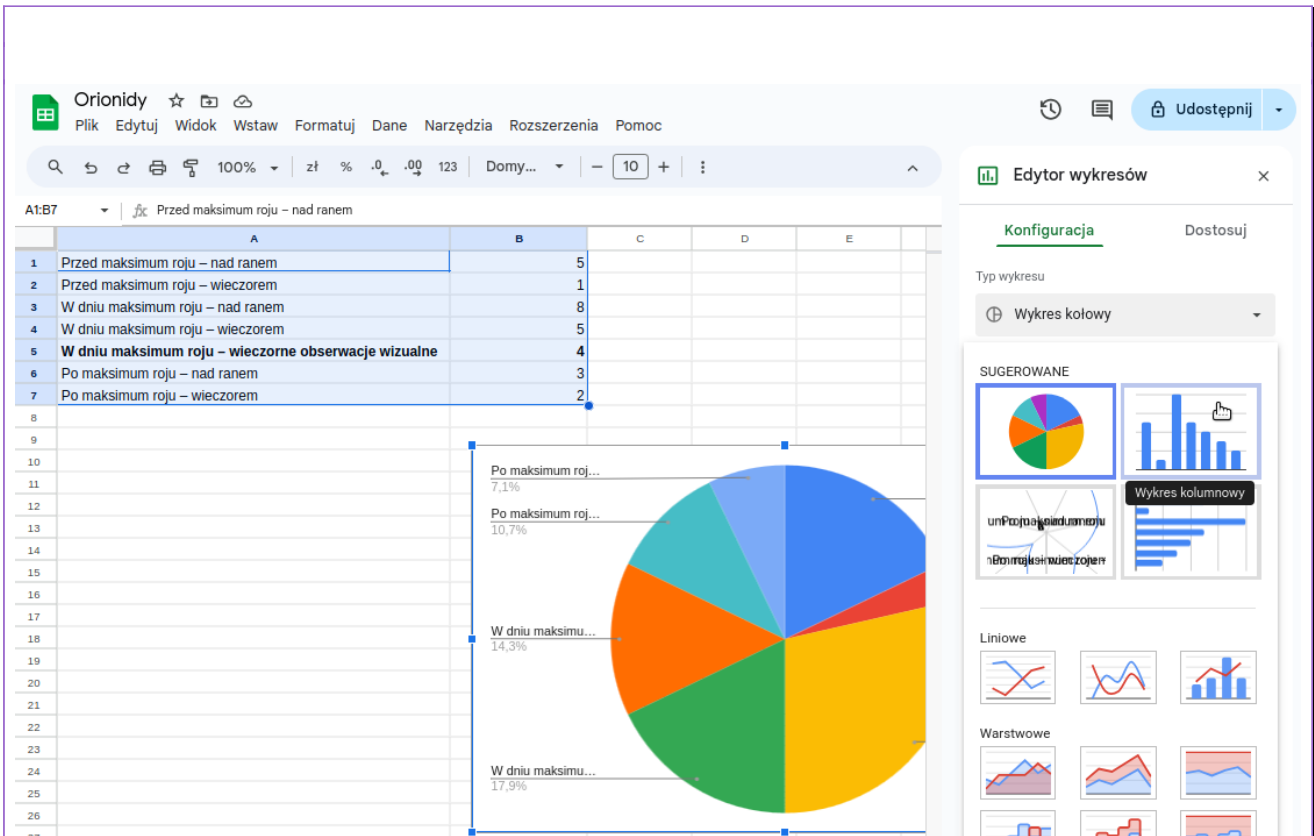 Orionidy
Plik Edytuj Widok Wstaw Formatuj Dane Narzędzia Rozszerzenia Pomoc
Udostępnij
100% zł % .0 .00 123 Domy... 10
A1:B7 fx Przed maksimum roju – nad ranem
A B C D E
1 Przed maksimum roju – nad ranem 5
2 Przed maksimum roju – wieczorem 1
3 W dniu maksimum roju – nad ranem 8
4 W dniu maksimum roju – wieczorem 5
5 W dniu maksimum roju – wieczorne obserwacje wizualne 4
6 Po maksimum roju – nad ranem 3
7 Po maksimum roju – wieczorem 2
8
9
10
11
12
13
14
15
16
17
18
19
20
21
22
23
24
25
26
Po maksimum roj...
7,1%
Po maksimum roj...
10,7%
W dniu maksimu...
14,3%
W dniu maksimu...
17,9%
Edytor wykresów
Konfiguracja Dostosuj
Typ wykresu
Wykres kołowy
SUGEROWANE
Wykres kolumnowy
Liniowe
Warstwowe